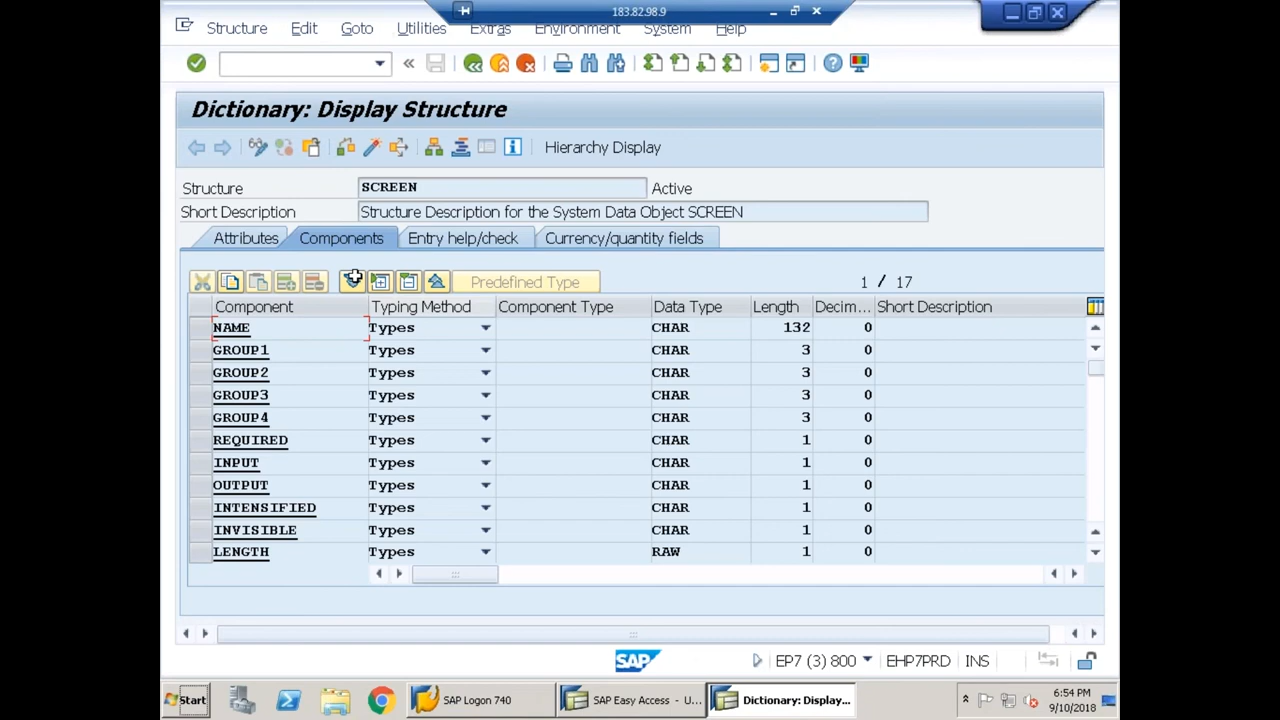 183.82.98.9
Structure Edit Goto Utilities Extras Environment System Help
Dictionary: Display Structure
Hierarchy Display
Structure SCREEN Active
Short Description Structure Description for the System Data Object SCREEN
Attributes Components Entry help/check Currency/quantity fields
Predefined Type 1 / 17
Component Typing Method Component Type Data Type Length Decim... Short Description
NAME Types CHAR 132 0
GROUP1 Types CHAR 3 0
GROUP2 Types CHAR 3 0
GROUP3 Types CHAR 3 0
GROUP4 Types CHAR 3 0
REQUIRED Types CHAR 1 0
INPUT Types CHAR 1 0
OUTPUT Types CHAR 1 0
INTENSIFIED Types CHAR 1 0
INVISIBLE Types CHAR 1 0
LENGTH Types RAW 1 0
SAP EP7 (3) 800 EHP7PRD INS
Start SAP Logon 740 SAP Easy Access - U... Dictionary: Display... 6:54 PM
9/10/2018